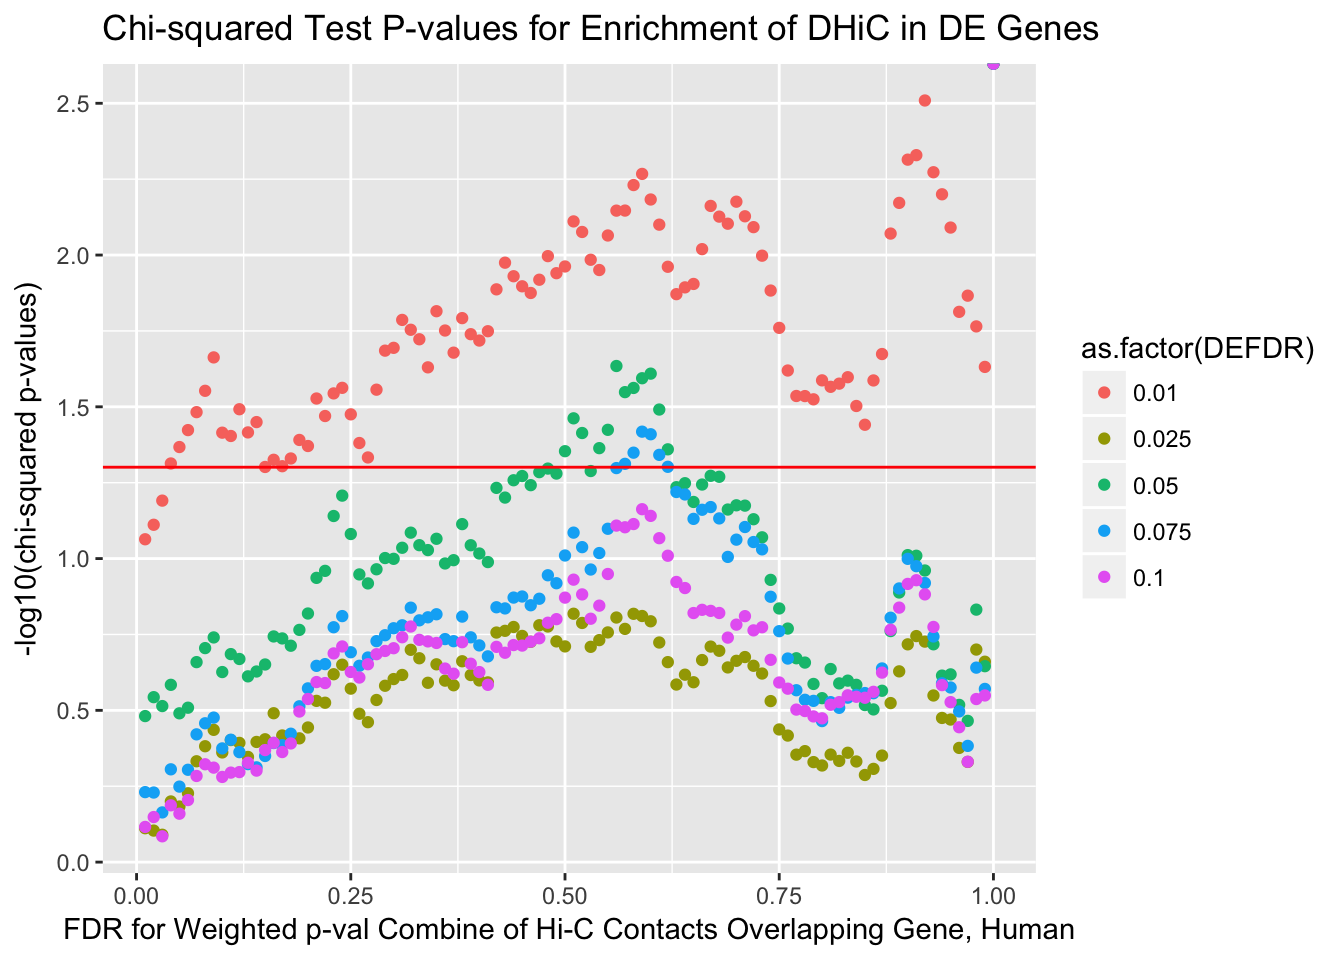 Chi-squared Test P-values for Enrichment of DHiC in DE Genes
-log10(chi-squared p-values)
2.5
2.0
1.5
1.0
0.5
0.0
0.00 0.25 0.50 0.75 1.00
FDR for Weighted p-val Combine of Hi-C Contacts Overlapping Gene, Human
as.factor(DEFDR)
0.01
0.025
0.05
0.075
0.1